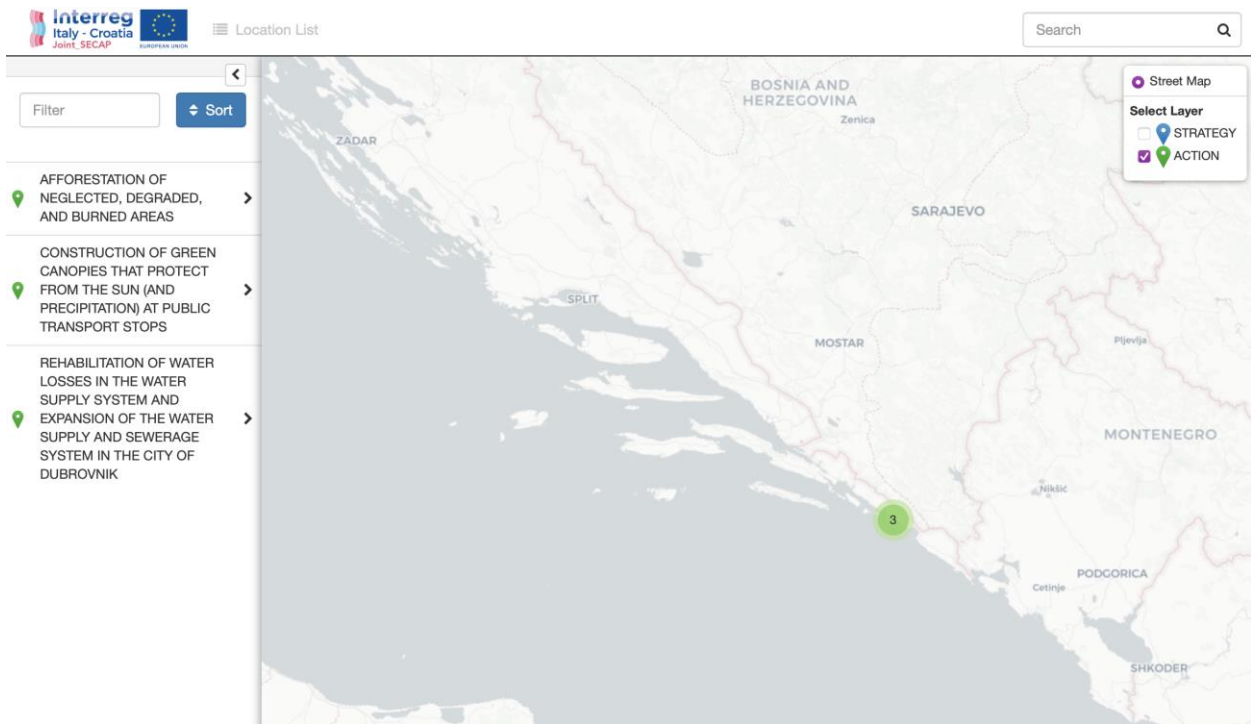 Interreg
Italy - Croatia
Joint_SECAP
EUROPEAN UNION
Location List
Search
Filter
Sort
AFFORESTATION OF
NEGLECTED, DEGRADED,
AND BURNED AREAS
CONSTRUCTION OF GREEN
CANOPIES THAT PROTECT
FROM THE SUN (AND
PRECIPITATION) AT PUBLIC
TRANSPORT STOPS
REHABILITATION OF WATER
LOSSES IN THE WATER
SUPPLY SYSTEM AND
EXPANSION OF THE WATER
SUPPLY AND SEWERAGE
SYSTEM IN THE CITY OF
DUBROVNIK
Street Map
Select Layer
STRATEGY
ACTION
BOSNIA AND
HERZEGOVINA
Zenica
ZADAR
SARAJEVO
SPLIT
MOSTAR
Pljevlja
MONTENEGRO
Nikšić
3
PODGORICA
Cetinje
SHKODER